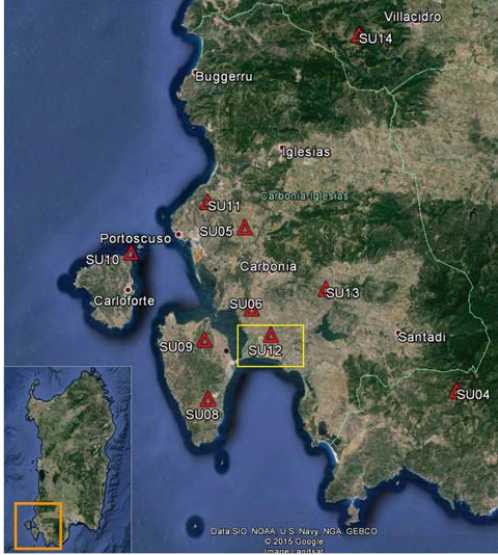 Villacidro
SU14
Buggerru
Iglesias
Carbonia-Iglesias
SU11
SU05
Portoscuso
SU10
Carbonia
Carloforte
SU13
SU06
SU09
SU12
Santadi
SU04
SU08
Data SIO, NOAA, U.S. Navy, NGA, GEBCO
© 2015 Google
Image Landsat